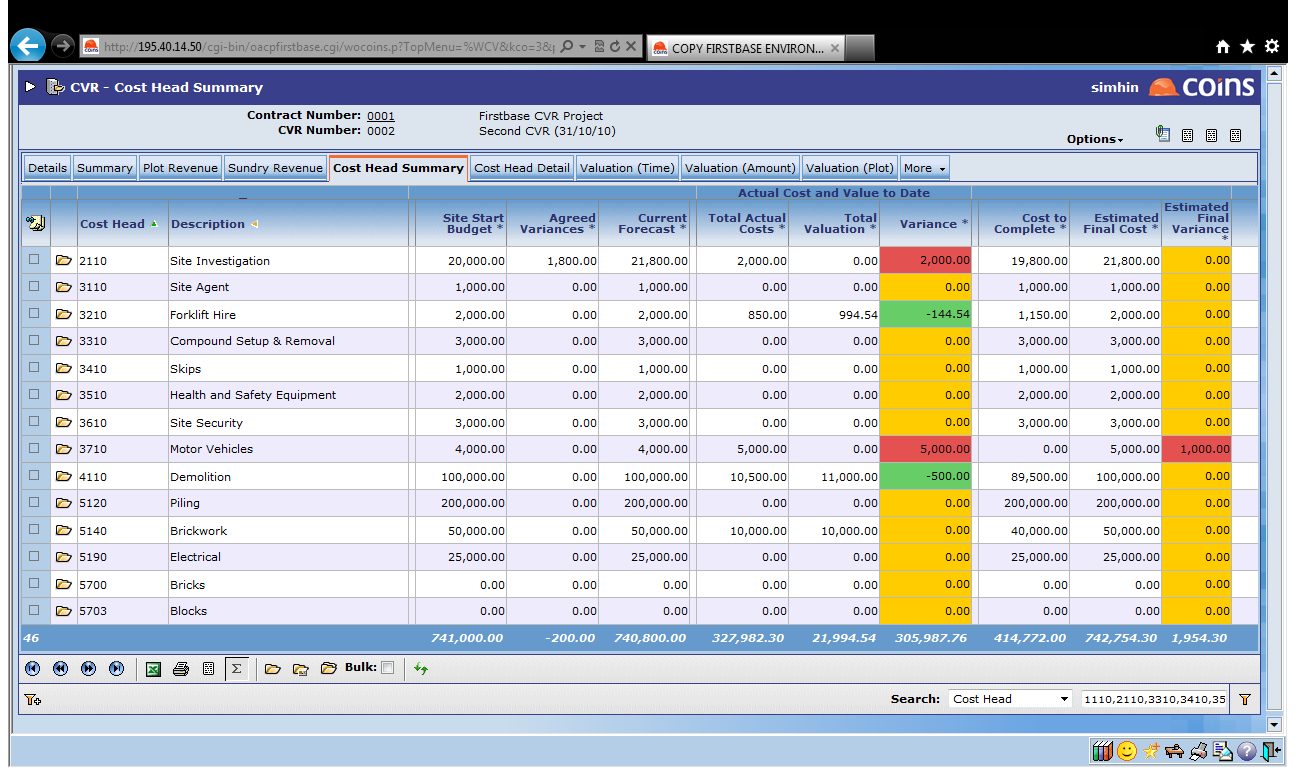 http://195.40.14.50/cgi-bin/oacpfirstbase.cgi/wocoins.p?TopMenu=%WCV&kco=3&
COPY FIRSTBASE ENVIRON...
CVR - Cost Head Summary
simhin coins
Contract Number: 0001 Firstbase CVR Project
CVR Number: 0002 Second CVR (31/10/10)
Options
Details Summary Plot Revenue Sundry Revenue Cost Head Summary Cost Head Detail Valuation (Time) Valuation (Amount) Valuation (Plot) More
Actual Cost and Value to Date
Cost Head Description Site Start Budget * Agreed Variances * Current Forecast * Total Actual Costs * Total Valuation * Variance * Cost to Complete * Estimated Final Cost * Estimated Final Variance *
2110 Site Investigation 20,000.00 1,800.00 21,800.00 2,000.00 0.00 2,000.00 19,800.00 21,800.00 0.00
3110 Site Agent 1,000.00 0.00 1,000.00 0.00 0.00 0.00 1,000.00 1,000.00 0.00
3210 Forklift Hire 2,000.00 0.00 2,000.00 850.00 994.54 -144.54 1,150.00 2,000.00 0.00
3310 Compound Setup & Removal 3,000.00 0.00 3,000.00 0.00 0.00 0.00 3,000.00 3,000.00 0.00
3410 Skips 1,000.00 0.00 1,000.00 0.00 0.00 0.00 1,000.00 1,000.00 0.00
3510 Health and Safety Equipment 2,000.00 0.00 2,000.00 0.00 0.00 0.00 2,000.00 2,000.00 0.00
3610 Site Security 3,000.00 0.00 3,000.00 0.00 0.00 0.00 3,000.00 3,000.00 0.00
3710 Motor Vehicles 4,000.00 0.00 4,000.00 5,000.00 0.00 5,000.00 0.00 5,000.00 1,000.00
4110 Demolition 100,000.00 0.00 100,000.00 10,500.00 11,000.00 -500.00 89,500.00 100,000.00 0.00
5120 Piling 200,000.00 0.00 200,000.00 0.00 0.00 0.00 200,000.00 200,000.00 0.00
5140 Brickwork 50,000.00 0.00 50,000.00 10,000.00 10,000.00 0.00 40,000.00 50,000.00 0.00
5190 Electrical 25,000.00 0.00 25,000.00 0.00 0.00 0.00 25,000.00 25,000.00 0.00
5700 Bricks 0.00 0.00 0.00 0.00 0.00 0.00 0.00 0.00 0.00
5703 Blocks 0.00 0.00 0.00 0.00 0.00 0.00 0.00 0.00 0.00
46 741,000.00 -200.00 740,800.00 327,982.30 21,994.54 305,987.76 414,772.00 742,754.30 1,954.30
Σ Bulk:
Search: Cost Head 1110,2110,3310,3410,35